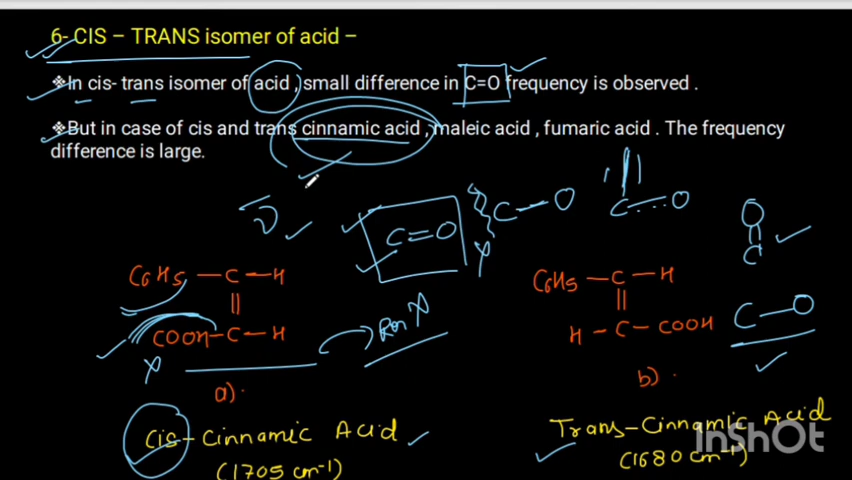 6- CIS – TRANS isomer of acid –
❖In cis- trans isomer of acid , small difference in C=O frequency is observed .
❖But in case of cis and trans cinnamic acid , maleic acid , fumaric acid . The frequency
difference is large.
C=O
C – O
C O
O
=
C
C – O
C6H5 – C – H
||
COOH – C – H
a).
C6H5 – C – H
||
H – C – COOH
b).
Cis – Cinnamic Acid
(1705 cm-1)
Trans – Cinnamic Acid
(1680 cm-1)
InShOt